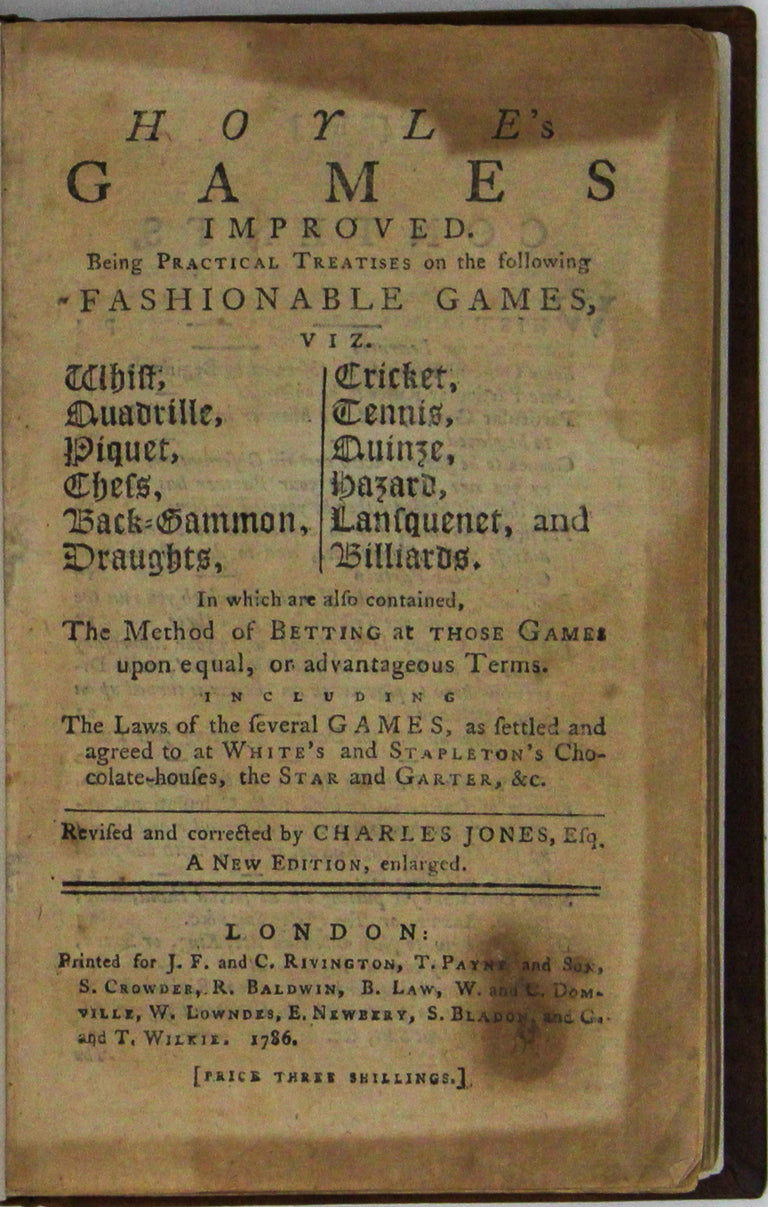 HOYLE's
GAMES
IMPROVED.
Being PRACTICAL TREATISES on the following
FASHIONABLE GAMES,
VIZ.
Whiſt,
Quadrille,
Piquet,
Cheſs,
Back-Gammon,
Draughts,
Cricket,
Tennis,
Quinze,
Hazard,
Lanſquenet, and
Billiards.
In which are alſo contained,
The Method of BETTING at THOSE GAMES
upon equal, or advantageous Terms.
INCLUDING
The Laws of the ſeveral GAMES, as ſettled and
agreed to at WHITE's and STAPLETON's Cho-
colate-houſes, the STAR and GARTER, &c.
Reviſed and corrected by CHARLES JONES, Eſq.
A NEW EDITION, enlarged.
LONDON:
Printed for J. F. and C. RIVINGTON, T. PAYNE and SON,
S. CROWDER, R. BALDWIN, B. LAW, W. and C. DOM-
VILLE, W. LOWNDES, E. NEWBERY, S. BLADON, and G.
and T. WILKIE. 1786.
[PRICE THREE SHILLINGS.]